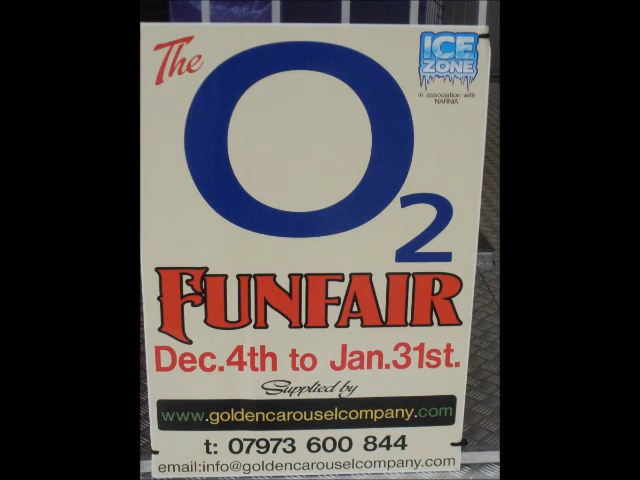 The
ICE
ZONE
in association with
NARNIA
O2
FUNFAIR
Dec.4th to Jan.31st.
Supplied by
www.goldencarouselcompany.com
t: 07973 600 844
email:info@goldencarouselcompany.com